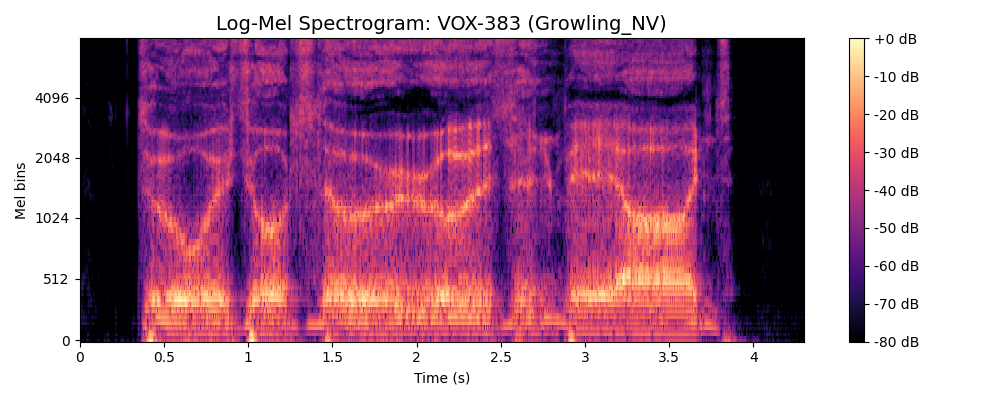 Log-Mel Spectrogram: VOX-383 (Growling_NV)
Mel bins
4096
2048
1024
512
0
0 0.5 1 1.5 2 2.5 3 3.5 4
Time (s)
+0 dB
-10 dB
-20 dB
-30 dB
-40 dB
-50 dB
-60 dB
-70 dB
-80 dB